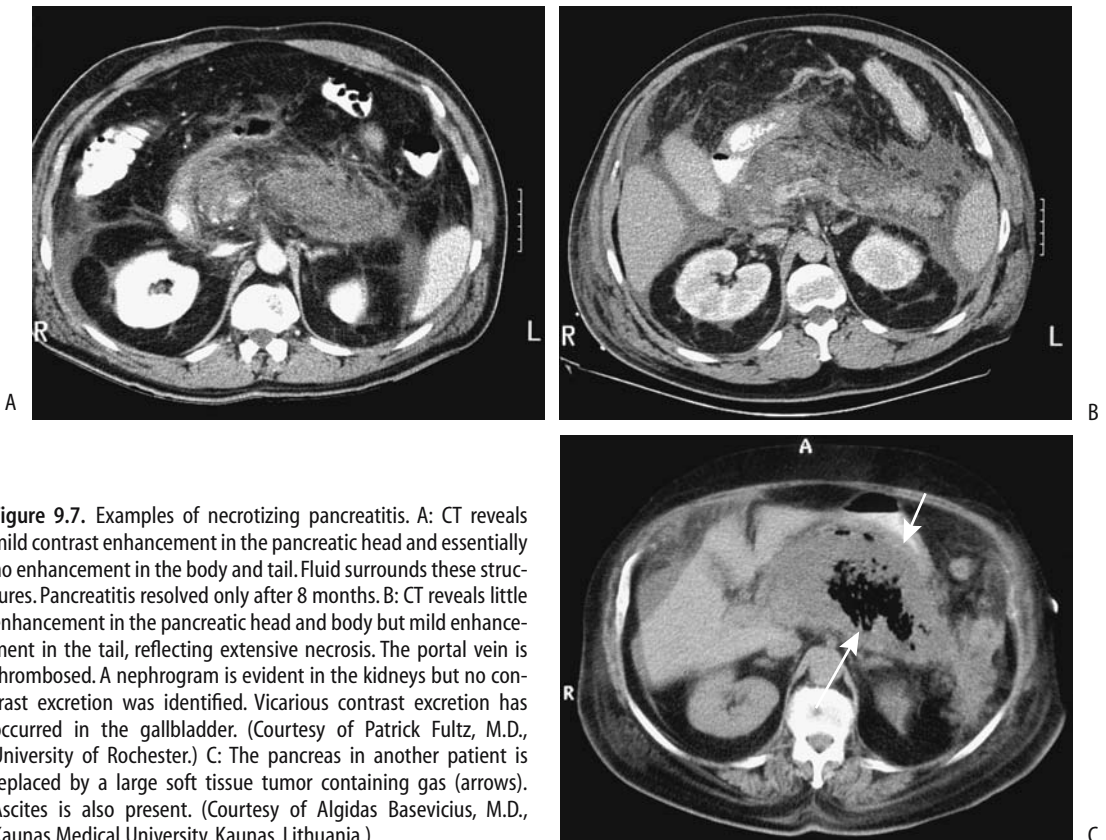 R
L
R
L
A
B
igure 9.7. Examples of necrotizing pancreatitis. A: CT reveals
mild contrast enhancement in the pancreatic head and essentially
no enhancement in the body and tail. Fluid surrounds these struc-
ures. Pancreatitis resolved only after 8 months. B: CT reveals little
enhancement in the pancreatic head and body but mild enhance-
ment in the tail, reflecting extensive necrosis. The portal vein is
hrombosed. A nephrogram is evident in the kidneys but no con-
rast excretion was identified. Vicarious contrast excretion has
occurred in the gallbladder. (Courtesy of Patrick Fultz, M.D.,
University of Rochester.) C: The pancreas in another patient is
eplaced by a large soft tissue tumor containing gas (arrows).
Ascites is also present. (Courtesy of Algidas Basevicius, M.D.,
Kaunas Medical University, Kaunas, Lithuania.)
A
R
C